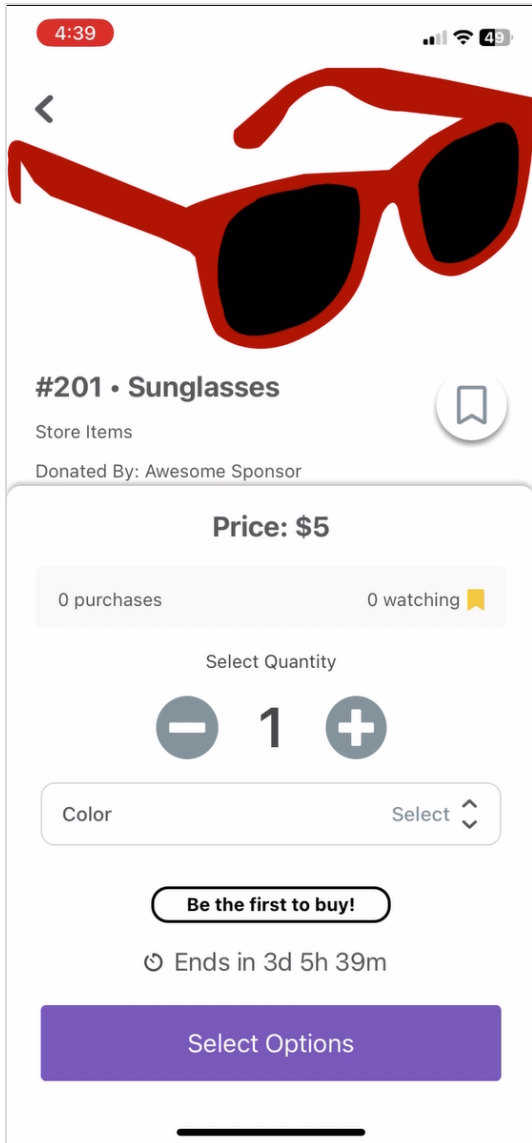 4:39
49
#201 • Sunglasses
Store Items
Donated By: Awesome Sponsor
Price: $5
0 purchases
0 watching
Select Quantity
1
Color
Select
Be the first to buy!
Ends in 3d 5h 39m
Select Options